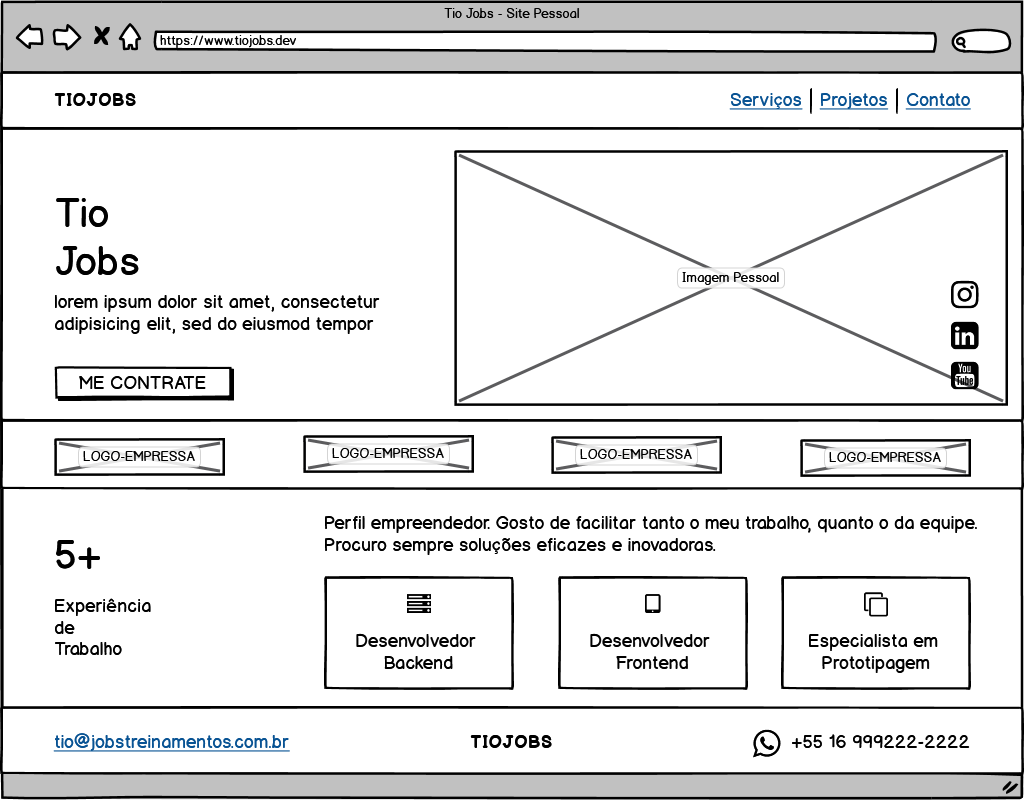 Tio Jobs - Site Pessoal
https://www.tiojobs.dev
TIOJOBS
Serviços | Projetos | Contato
Tio
Jobs
lorem ipsum dolor sit amet, consectetur
adipisicing elit, sed do eiusmod tempor
ME CONTRATE
Imagem Pessoal
in
You
Tube
LOGO-EMPRESSA
LOGO-EMPRESSA
LOGO-EMPRESSA
LOGO-EMPRESSA
5+
Experiência
de
Trabalho
Perfil empreendedor. Gosto de facilitar tanto o meu trabalho, quanto o da equipe.
Procuro sempre soluções eficazes e inovadoras.
Desenvolvedor
Backend
Desenvolvedor
Frontend
Especialista em
Prototipagem
tio@jobstreinamentos.com.br
TIOJOBS
+55 16 999222-2222